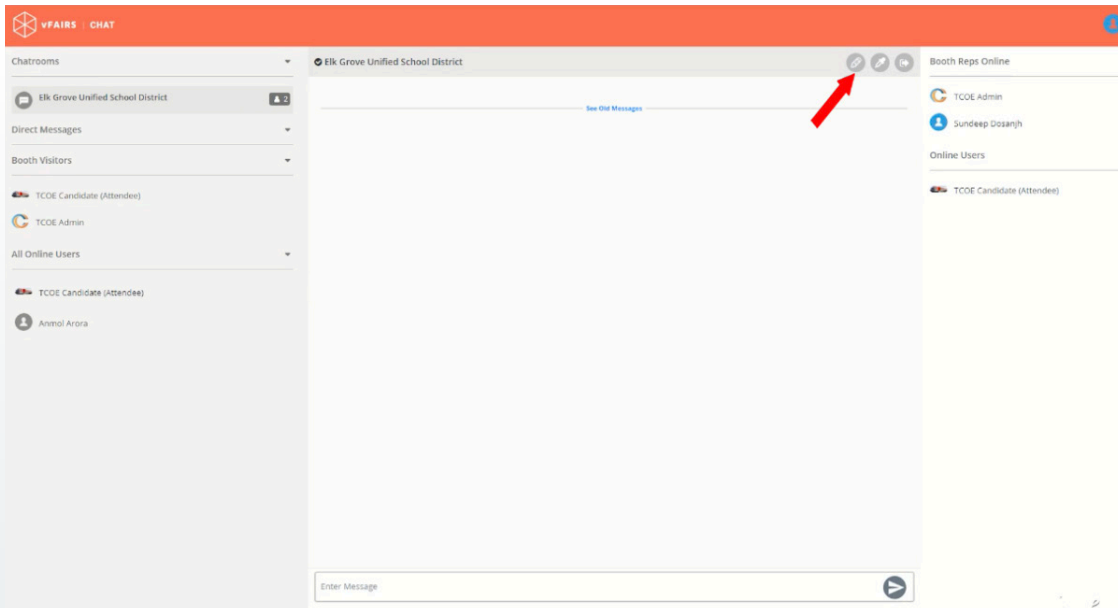 vFAIRS | CHAT
Chatrooms
Elk Grove Unified School District
2
Direct Messages
Booth Visitors
TCOE Candidate (Attendee)
TCOE Admin
All Online Users
TCOE Candidate (Attendee)
Anmol Arora
Elk Grove Unified School District
See Old Messages
Enter Message
Booth Reps Online
TCOE Admin
Sundeep Dosanjh
Online Users
TCOE Candidate (Attendee)